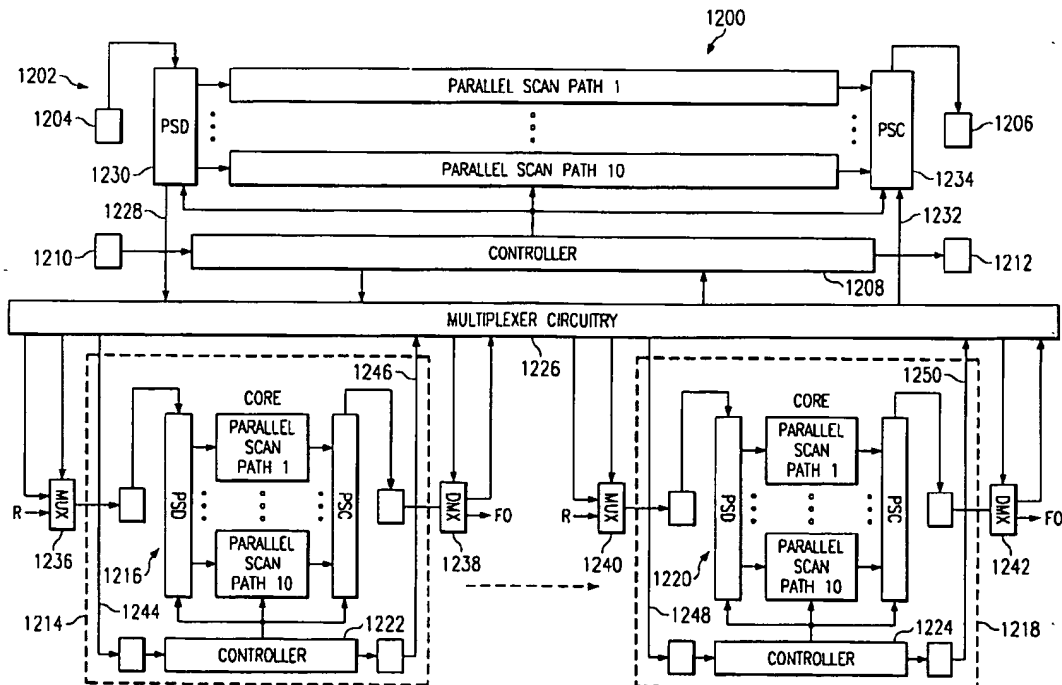 1200
1202
1204
PSD
PARALLEL SCAN PATH 1
PSC
1206
1230
PARALLEL SCAN PATH 10
1234
1228
1232
1210
CONTROLLER
1212
1208
MULTIPLEXER CIRCUITRY
1226
1246
1250
CORE
CORE
PARALLEL
SCAN
PATH 1
PARALLEL
SCAN
PATH 1
MUX
R
1236
PSD
PSC
DMX
FO
1238
MUX
R
1240
PSD
PSC
DMX
FO
1242
PARALLEL
SCAN
PATH 10
PARALLEL
SCAN
PATH 10
1216
1220
1244
1222
1248
1224
1214
1218
CONTROLLER
CONTROLLER